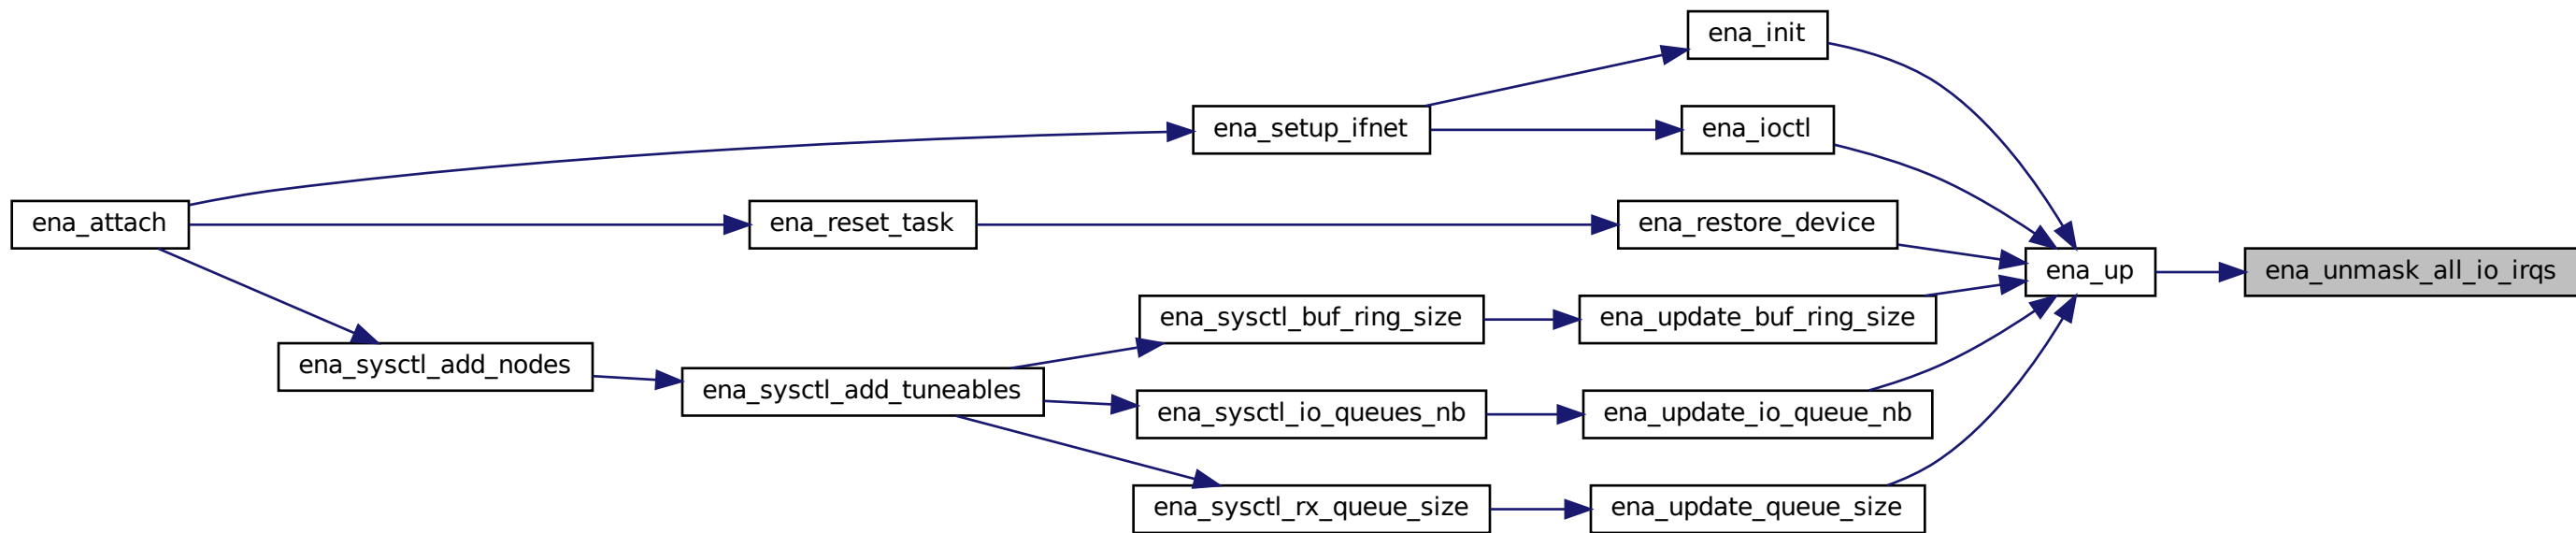 ena_init
ena_setup_ifnet
ena_ioctl
ena_attach
ena_reset_task
ena_restore_device
ena_up
ena_unmask_all_io_irqs
ena_sysctl_buf_ring_size
ena_update_buf_ring_size
ena_sysctl_add_nodes
ena_sysctl_add_tuneables
ena_sysctl_io_queues_nb
ena_update_io_queue_nb
ena_sysctl_rx_queue_size
ena_update_queue_size